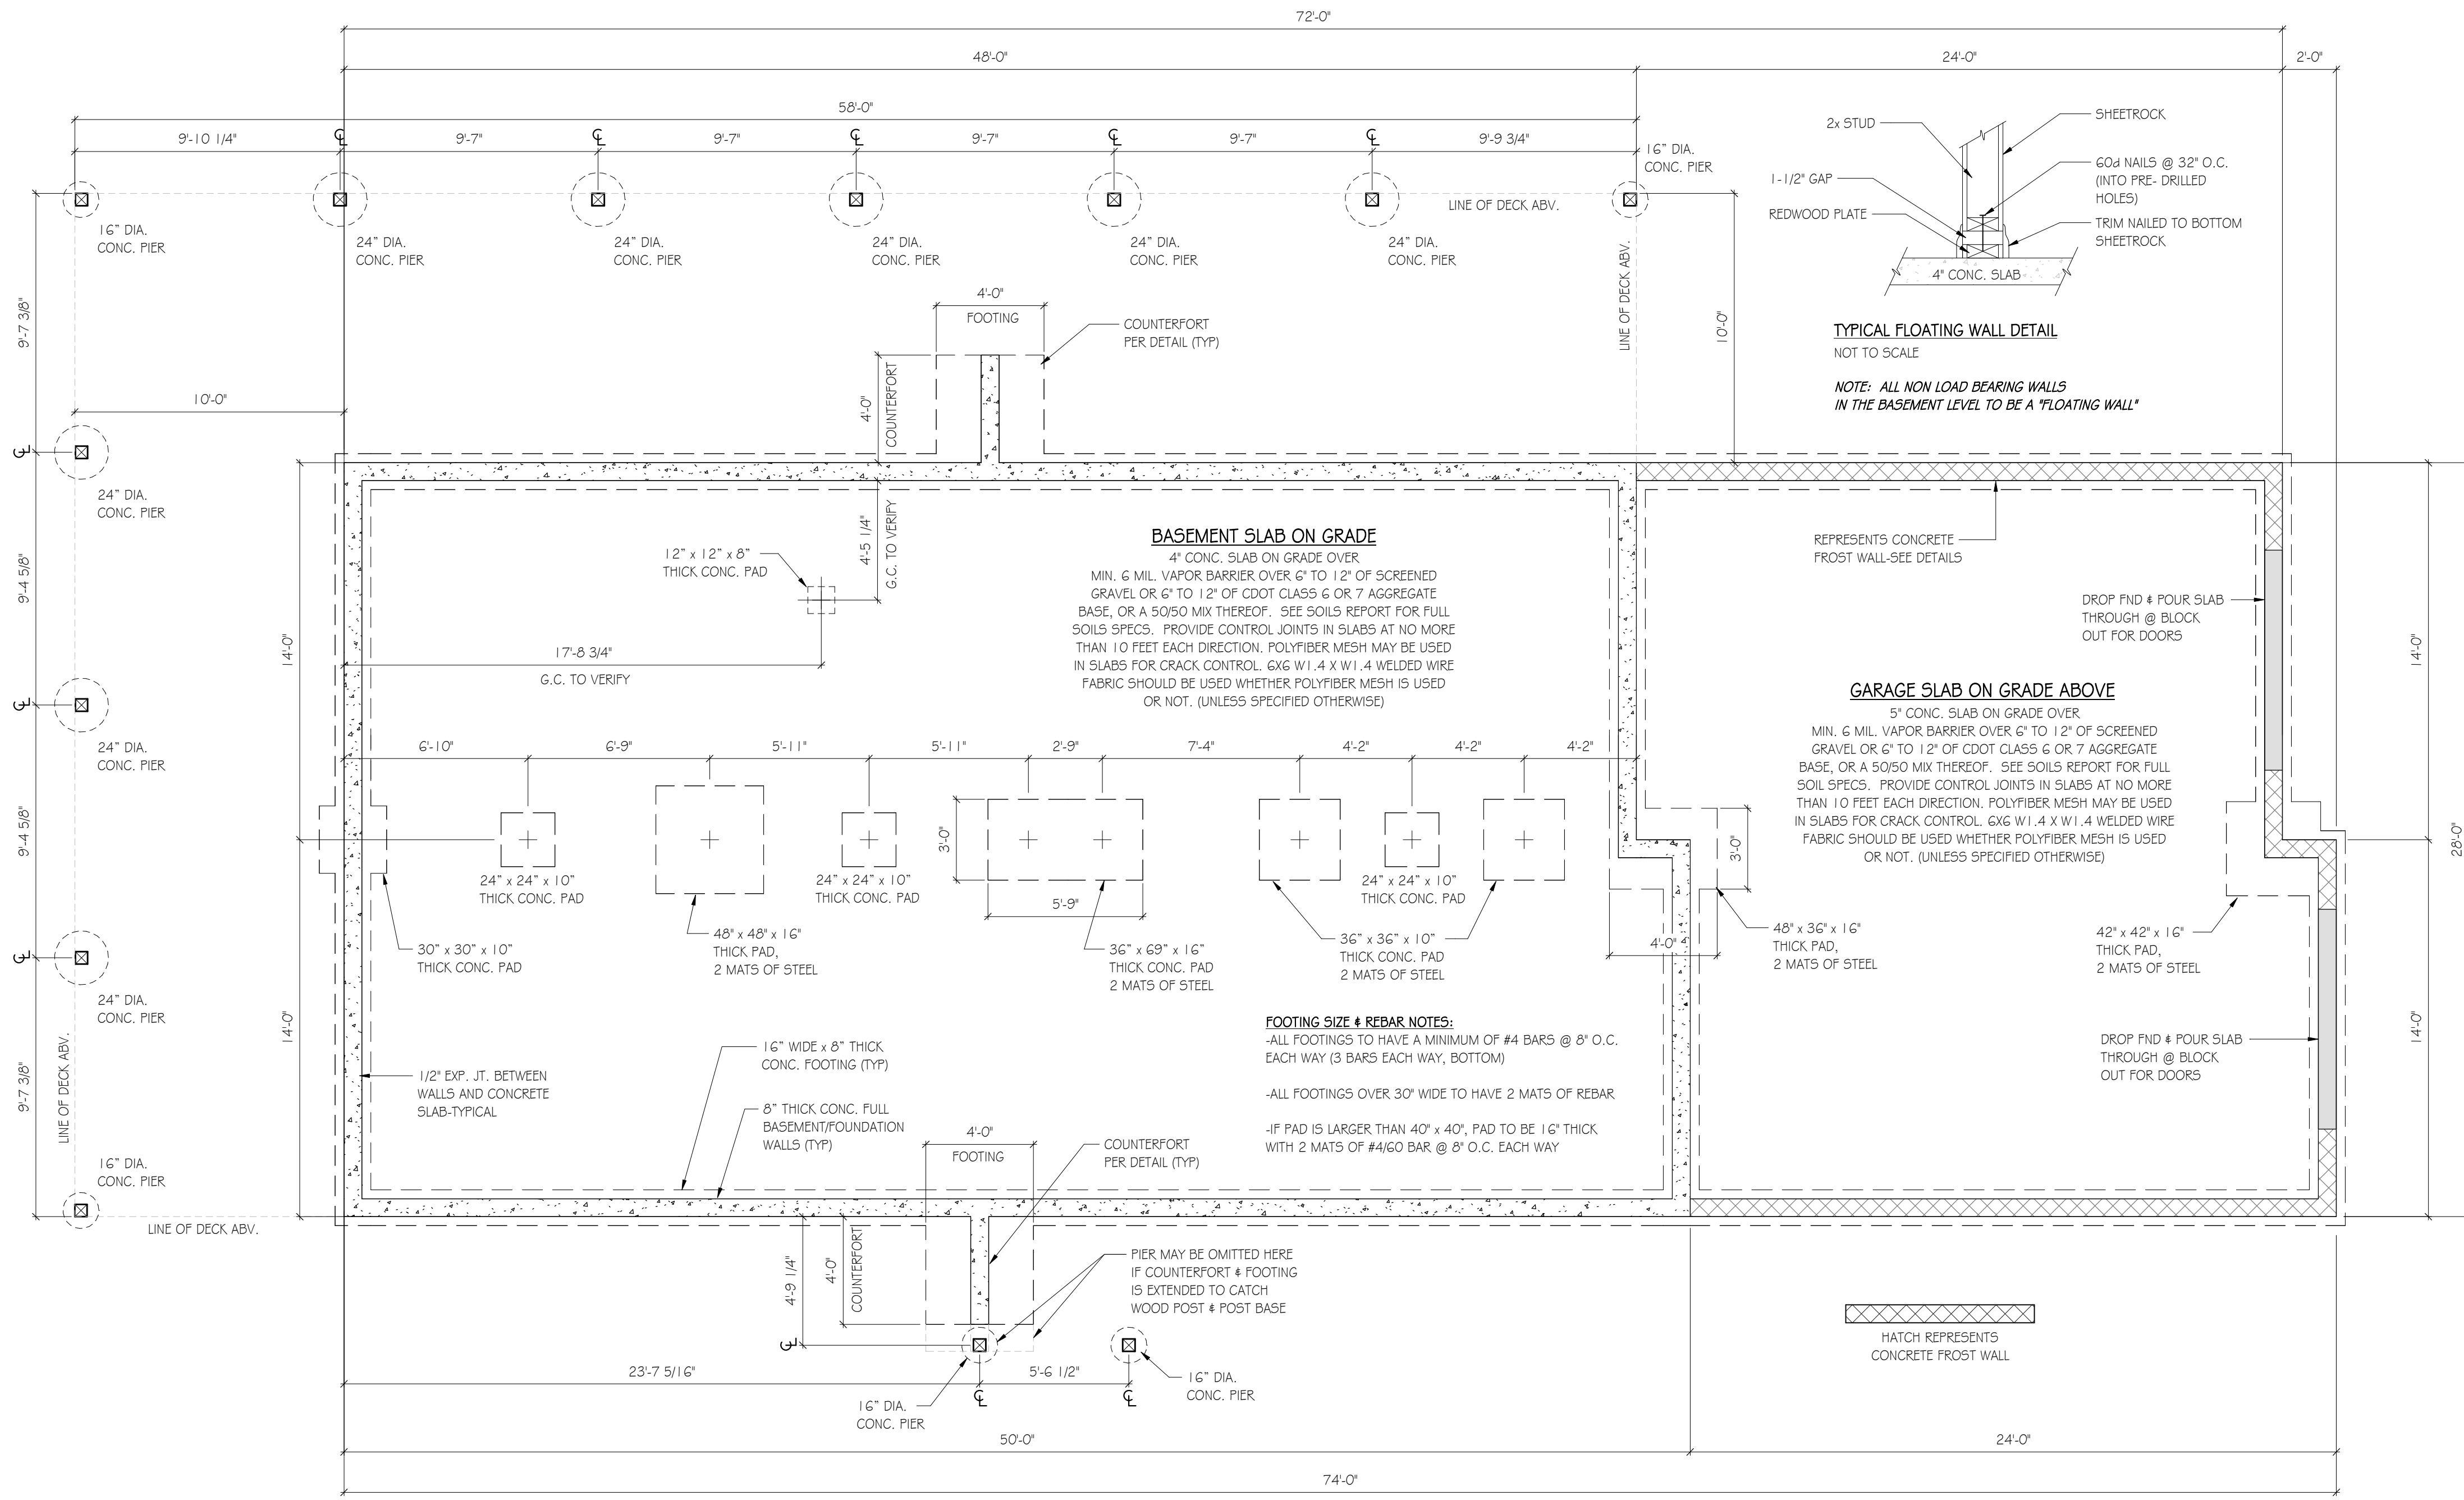 72'-0"
48'-0"
24'-0"
2'-0"
58'-0"
9'-10 1/4"
9'-7"
9'-7"
9'-7"
9'-7"
9'-9 3/4"
16" DIA.
CONC. PIER
LINE OF DECK ABV.
16" DIA.
CONC. PIER
24" DIA.
CONC. PIER
24" DIA.
CONC. PIER
24" DIA.
CONC. PIER
24" DIA.
CONC. PIER
24" DIA.
CONC. PIER
LINE OF DECK ABV.
10'-0"
2x STUD
SHEETROCK
1-1/2" GAP
60d NAILS @ 32" O.C.
(INTO PRE- DRILLED
HOLES)
REDWOOD PLATE
TRIM NAILED TO BOTTOM
SHEETROCK
4" CONC. SLAB
TYPICAL FLOATING WALL DETAIL
NOT TO SCALE
NOTE: ALL NON LOAD BEARING WALLS
IN THE BASEMENT LEVEL TO BE A "FLOATING WALL"
4'-0"
FOOTING
COUNTERFORT
PER DETAIL (TYP)
4'-0"
COUNTERFORT
9'-7 3/8"
10'-0"
24" DIA.
CONC. PIER
9'-4 5/8"
24" DIA.
CONC. PIER
9'-4 5/8"
24" DIA.
CONC. PIER
9'-7 3/8"
LINE OF DECK ABV.
16" DIA.
CONC. PIER
LINE OF DECK ABV.
14'-0"
14'-0"
12" x 12" x 8"
THICK CONC. PAD
4'-5 1/4"
G.C. TO VERIFY
17'-8 3/4"
G.C. TO VERIFY
BASEMENT SLAB ON GRADE
4" CONC. SLAB ON GRADE OVER
MIN. 6 MIL. VAPOR BARRIER OVER 6" TO 12" OF SCREENED
GRAVEL OR 6" TO 12" OF CDOT CLASS 6 OR 7 AGGREGATE
BASE, OR A 50/50 MIX THEREOF. SEE SOILS REPORT FOR FULL
SOILS SPECS. PROVIDE CONTROL JOINTS IN SLABS AT NO MORE
THAN 10 FEET EACH DIRECTION. POLYFIBER MESH MAY BE USED
IN SLABS FOR CRACK CONTROL. 6X6 W1.4 X W1.4 WELDED WIRE
FABRIC SHOULD BE USED WHETHER POLYFIBER MESH IS USED
OR NOT. (UNLESS SPECIFIED OTHERWISE)
REPRESENTS CONCRETE
FROST WALL-SEE DETAILS
DROP FND & POUR SLAB
THROUGH @ BLOCK
OUT FOR DOORS
14'-0"
28'-0"
14'-0"
GARAGE SLAB ON GRADE ABOVE
5" CONC. SLAB ON GRADE OVER
MIN. 6 MIL. VAPOR BARRIER OVER 6" TO 12" OF SCREENED
GRAVEL OR 6" TO 12" OF CDOT CLASS 6 OR 7 AGGREGATE
BASE, OR A 50/50 MIX THEREOF. SEE SOILS REPORT FOR FULL
SOIL SPECS. PROVIDE CONTROL JOINTS IN SLABS AT NO MORE
THAN 10 FEET EACH DIRECTION. POLYFIBER MESH MAY BE USED
IN SLABS FOR CRACK CONTROL. 6X6 W1.4 X W1.4 WELDED WIRE
FABRIC SHOULD BE USED WHETHER POLYFIBER MESH IS USED
OR NOT. (UNLESS SPECIFIED OTHERWISE)
6'-10"
6'-9"
5'-11"
5'-11"
2'-9"
7'-4"
4'-2"
4'-2"
4'-2"
3'-0"
3'-0"
24" x 24" x 10"
THICK CONC. PAD
24" x 24" x 10"
THICK CONC. PAD
24" x 24" x 10"
THICK CONC. PAD
5'-9"
30" x 30" x 10"
THICK CONC. PAD
48" x 48" x 16"
THICK PAD,
2 MATS OF STEEL
36" x 69" x 16"
THICK CONC. PAD
2 MATS OF STEEL
36" x 36" x 10"
THICK CONC. PAD
2 MATS OF STEEL
4'-0"
48" x 36" x 16"
THICK PAD,
2 MATS OF STEEL
42" x 42" x 16"
THICK PAD,
2 MATS OF STEEL
FOOTING SIZE & REBAR NOTES:
-ALL FOOTINGS TO HAVE A MINIMUM OF #4 BARS @ 8" O.C.
EACH WAY (3 BARS EACH WAY, BOTTOM)
-ALL FOOTINGS OVER 30" WIDE TO HAVE 2 MATS OF REBAR
-IF PAD IS LARGER THAN 40" x 40", PAD TO BE 16" THICK
WITH 2 MATS OF #4/60 BAR @ 8" O.C. EACH WAY
DROP FND & POUR SLAB
THROUGH @ BLOCK
OUT FOR DOORS
1/2" EXP. JT. BETWEEN
WALLS AND CONCRETE
SLAB-TYPICAL
16" WIDE x 8" THICK
CONC. FOOTING (TYP)
8" THICK CONC. FULL
BASEMENT/FOUNDATION
WALLS (TYP)
4'-0"
FOOTING
COUNTERFORT
PER DETAIL (TYP)
4'-9 1/4"
4'-0"
COUNTERFORT
PIER MAY BE OMITTED HERE
IF COUNTERFORT & FOOTING
IS EXTENDED TO CATCH
WOOD POST & POST BASE
23'-7 5/16"
5'-6 1/2"
16" DIA.
CONC. PIER
16" DIA.
CONC. PIER
HATCH REPRESENTS
CONCRETE FROST WALL
50'-0"
24'-0"
74'-0"